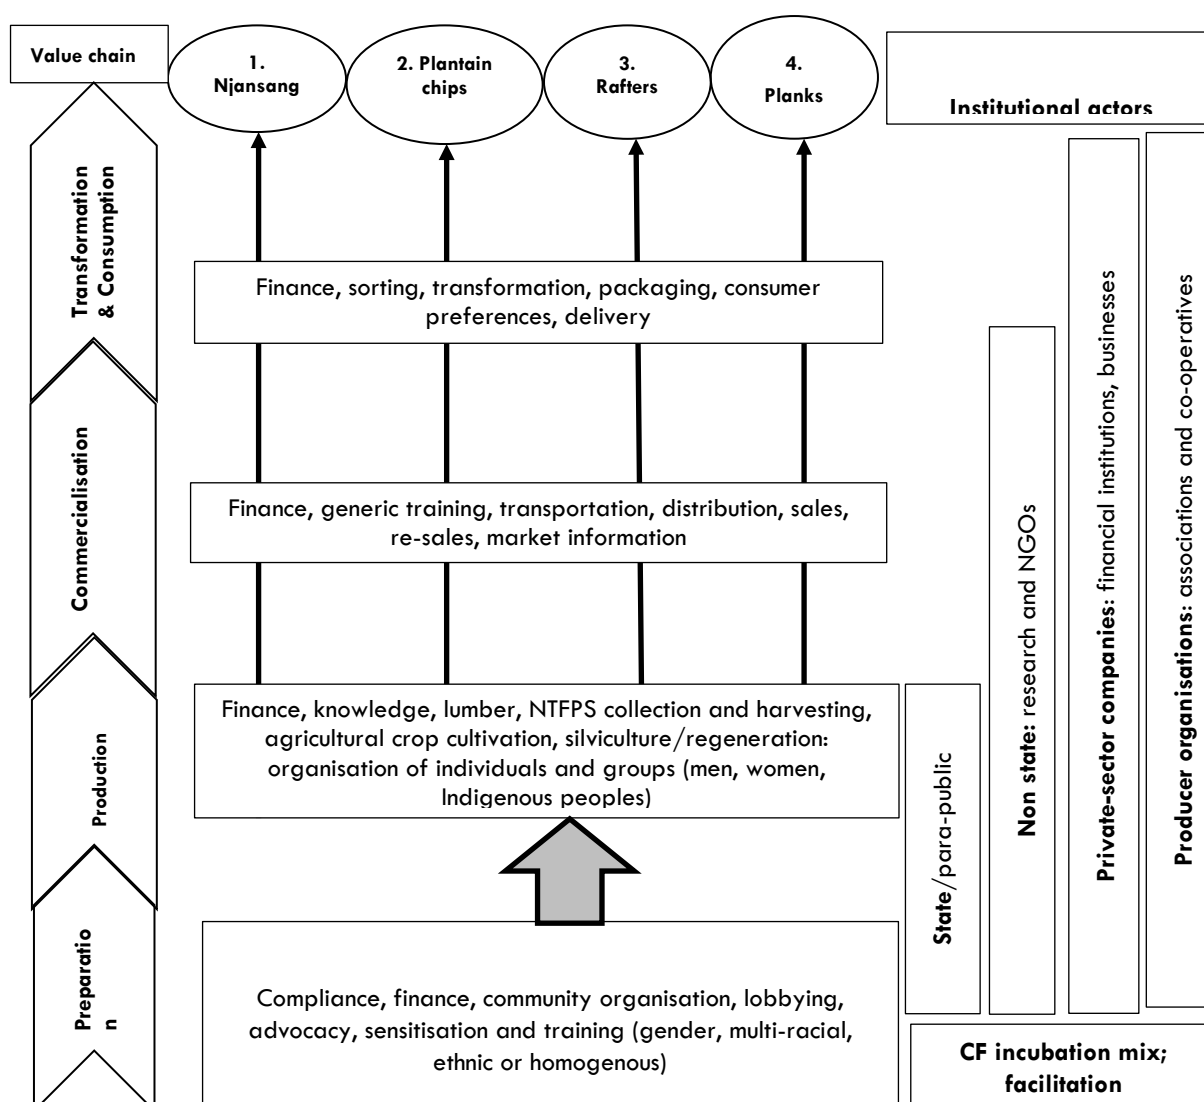 Value chain
1.
Njansang
2. Plantain
chips
3.
Rafters
4.
Planks
Institutional actors
Transformation
& Consumption
Finance, sorting, transformation, packaging, consumer
preferences, delivery
Commercialisation
Finance, generic training, transportation, distribution, sales,
re-sales, market information
Production
Finance, knowledge, lumber, NTFPS collection and harvesting,
agricultural crop cultivation, silviculture/regeneration:
organisation of individuals and groups (men, women,
Indigenous peoples)
Preparatio
n
Compliance, finance, community organisation, lobbying,
advocacy, sensitisation and training (gender, multi-racial,
ethnic or homogenous)
State/para-public
Non state: research and NGOs
Private-sector companies: financial institutions, businesses
Producer organisations: associations and co-operatives
CF incubation mix;
facilitation